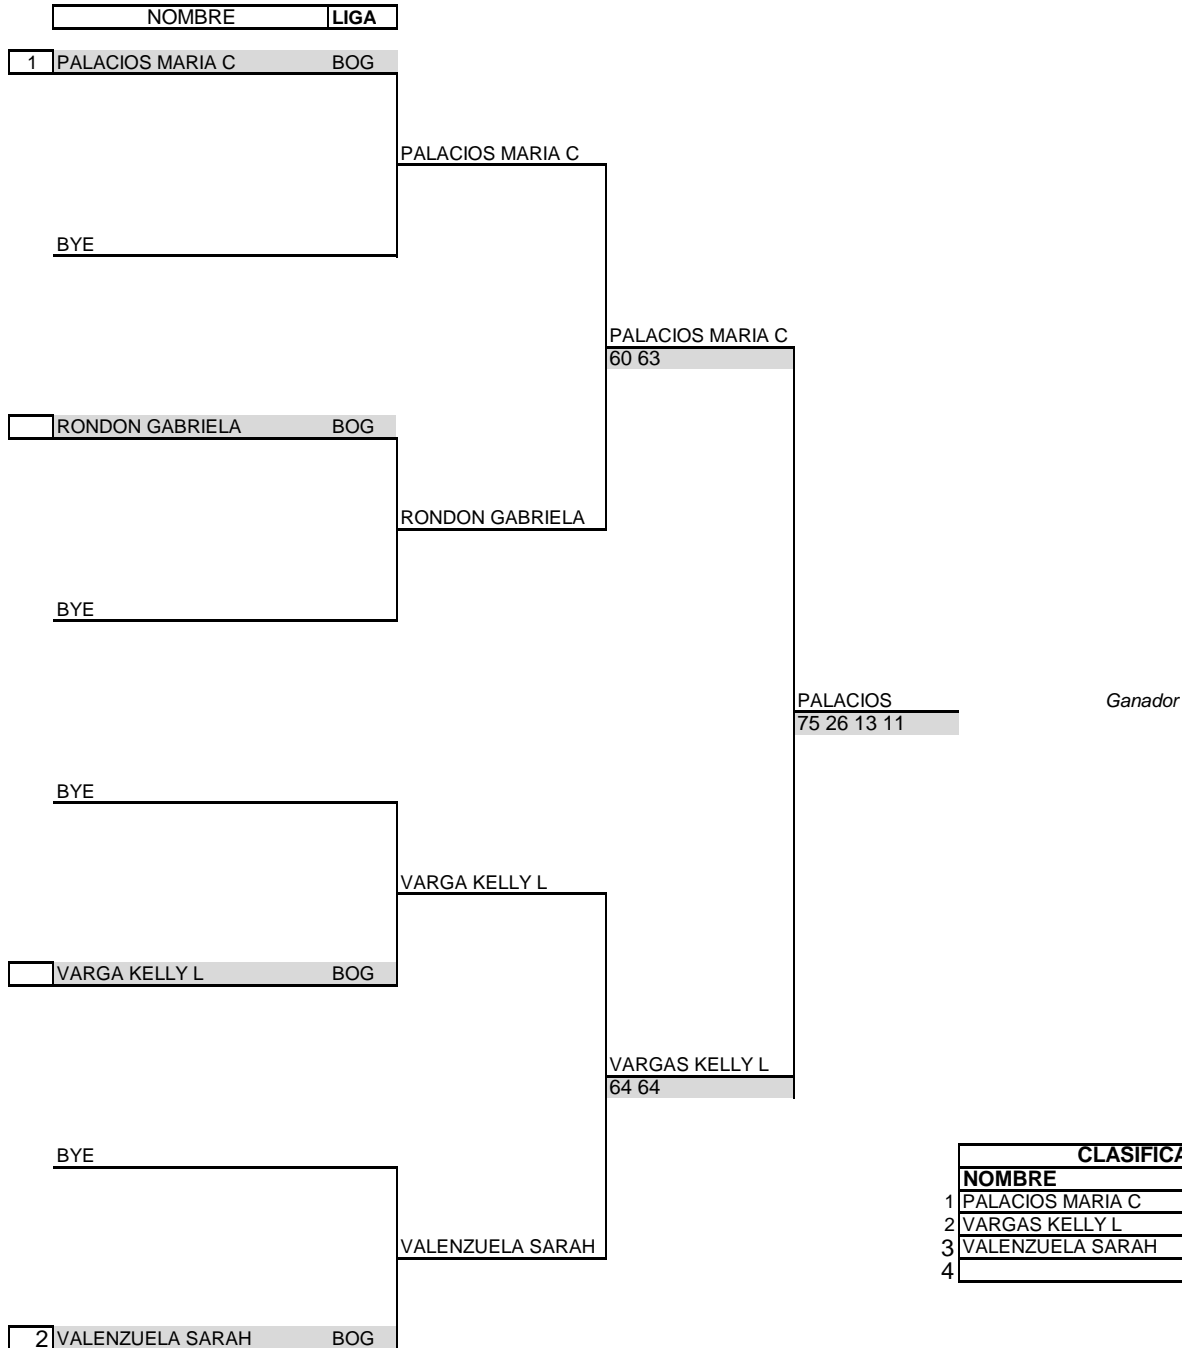 NOMBRE LIGA
1 PALACIOS MARIA C BOG
PALACIOS MARIA C
BYE
PALACIOS MARIA C
60 63
RONDON GABRIELA BOG
RONDON GABRIELA
BYE
PALACIOS Ganador
75 26 13 11
BYE
VARGA KELLY L
VARGA KELLY L BOG
VARGAS KELLY L
64 64
BYE
CLASIFICA
NOMBRE
1 PALACIOS MARIA C
2 VARGAS KELLY L
3 VALENZUELA SARAH
4
VALENZUELA SARAH
2 VALENZUELA SARAH BOG